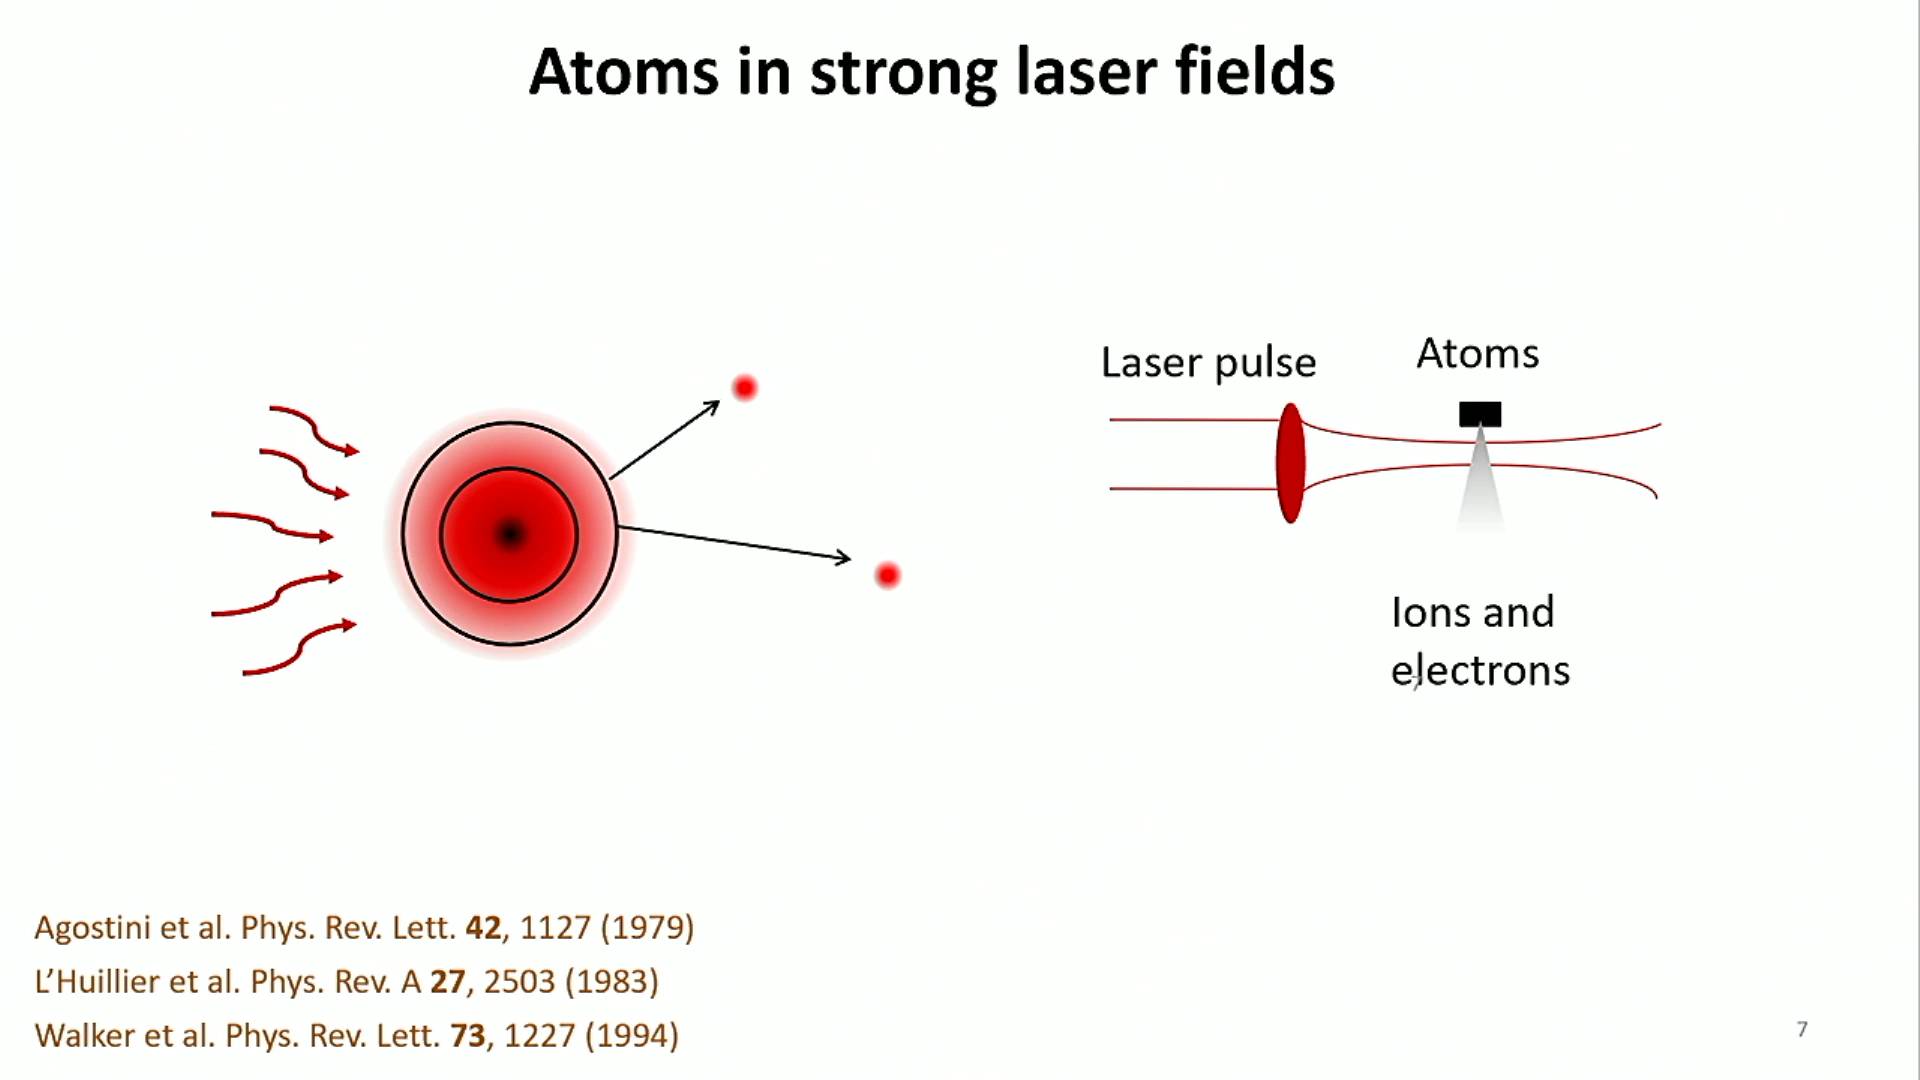 Atoms in strong laser fields
Laser pulse
Atoms
Ions and
electrons
7
Agostini et al. Phys. Rev. Lett. 42, 1127 (1979)
L’Huillier et al. Phys. Rev. A 27, 2503 (1983)
Walker et al. Phys. Rev. Lett. 73, 1227 (1994)
7